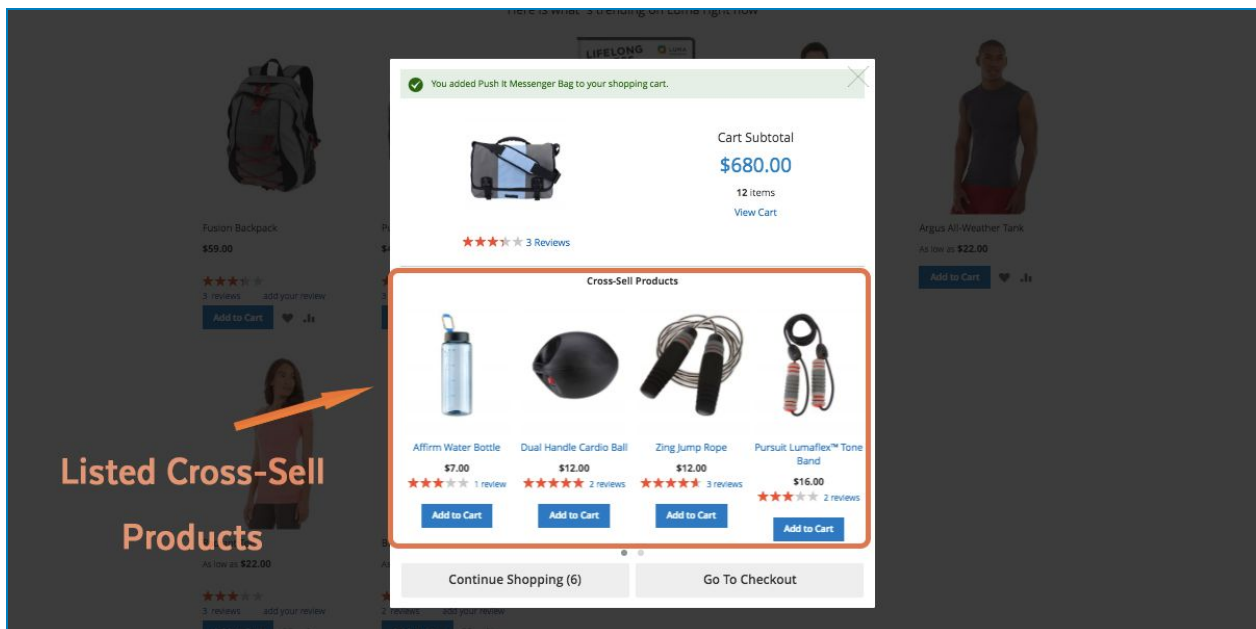 Here is what`s trending on Luma right now
LIFELONG
LUMA
You added Push It Messenger Bag to your shopping cart.
Cart Subtotal
$680.00
12 items
View Cart
3 Reviews
Fusion Backpack
$59.00
3 reviews add your review
Add to Cart
Argus All-Weather Tank
As low as $22.00
Add to Cart
Cross-Sell Products
Affirm Water Bottle
$7.00
1 review
Add to Cart
Dual Handle Cardio Ball
$12.00
2 reviews
Add to Cart
Zing Jump Rope
$12.00
3 reviews
Add to Cart
Pursuit Lumaflex™ Tone
Band
$16.00
2 reviews
Add to Cart
Listed Cross-Sell
Products
As low as $22.00
3 reviews add your review
2 reviews add your review
Continue Shopping (6)
Go To Checkout